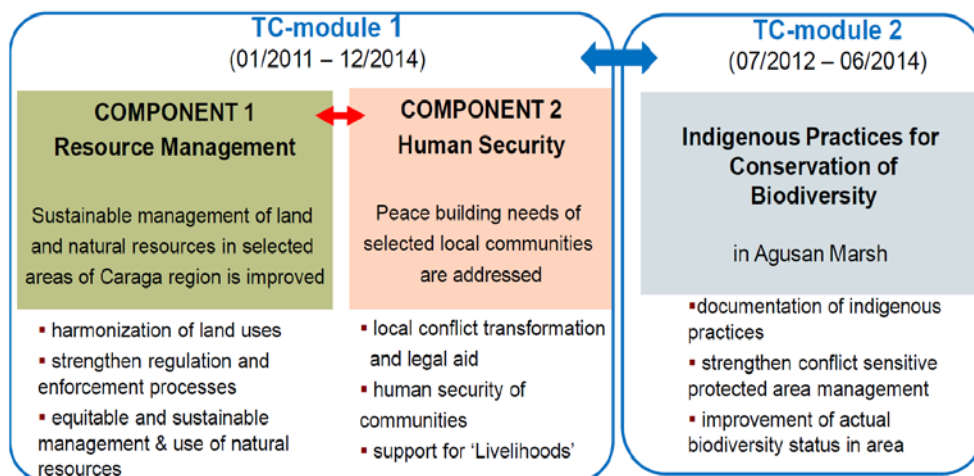 TC-module 1
(01/2011 – 12/2014)
COMPONENT 1
Resource Management
Sustainable management of land
and natural resources in selected
areas of Caraga region is improved
▪ harmonization of land uses
▪ strengthen regulation and
enforcement processes
▪ equitable and sustainable
management & use of natural
resources
COMPONENT 2
Human Security
Peace building needs of
selected local communities
are addressed
▪ local conflict transformation
and legal aid
▪ human security of
communities
▪ support for ‘Livelihoods’
TC-module 2
(07/2012 – 06/2014)
Indigenous Practices for
Conservation of
Biodiversity
in Agusan Marsh
▪documentation of indigenous
practices
▪ strengthen conflict sensitive
protected area management
▪ improvement of actual
biodiversity status in area